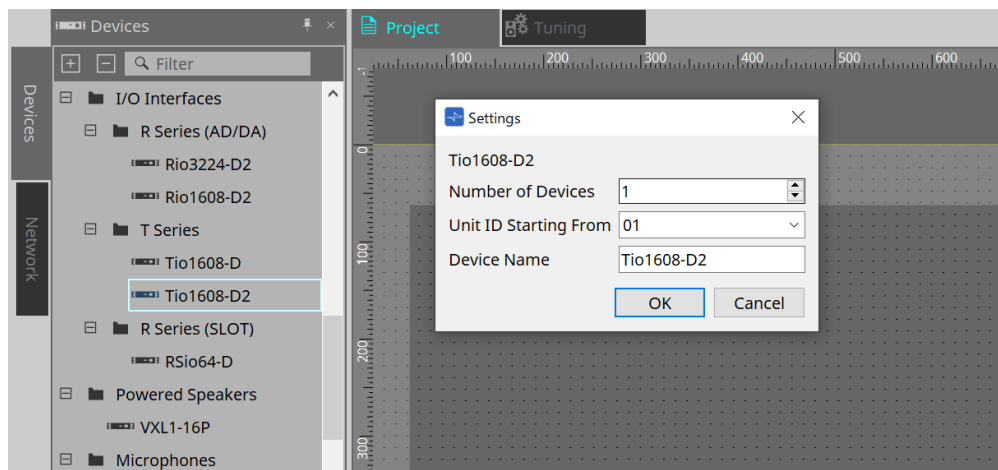 Devices
Filter
I/O Interfaces
R Series (AD/DA)
Rio3224-D2
Rio1608-D2
T Series
Tio1608-D
Tio1608-D2
R Series (SLOT)
RSio64-D
Powered Speakers
VXL1-16P
Microphones
Devices
Network
Project
Tuning
100 200 300 400 500 600
-1
0
100
200
300
Settings
Tio1608-D2
Number of Devices 1
Unit ID Starting From 01
Device Name Tio1608-D2
OK Cancel